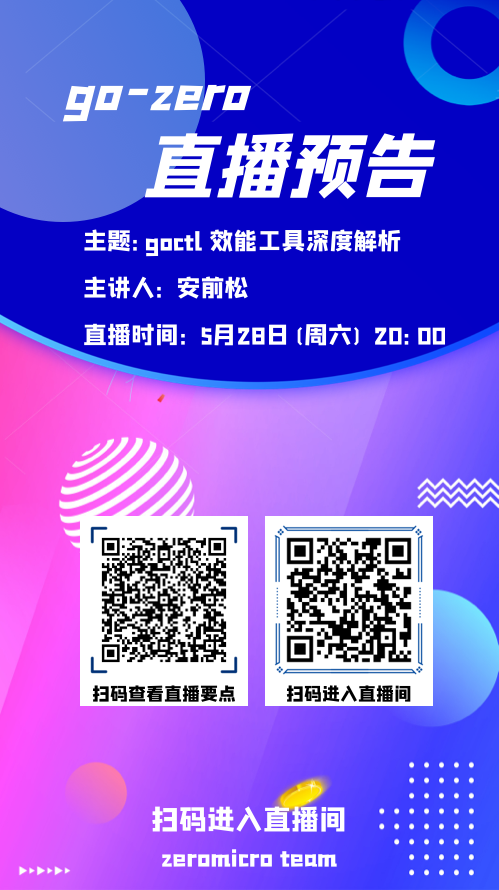 go-zero
直播预告
主题: goctl 效能工具深度解析
主讲人: 安前松
直播时间: 5月28日 (周六) 20: 00
扫码查看直播要点
扫码进入直播间
扫码进入直播间
zeromicro team